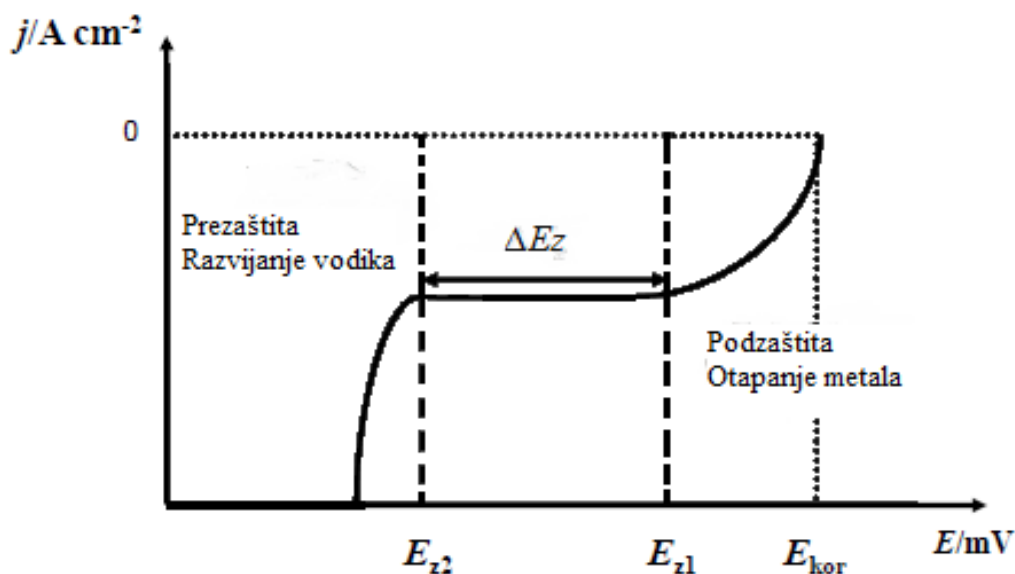 j/A cm-2
0
Prezaštita
Razvijanje vodika
ΔEz
Podzaštita
Otapanje metala
Ez2
Ez1
Ekor
E/mV